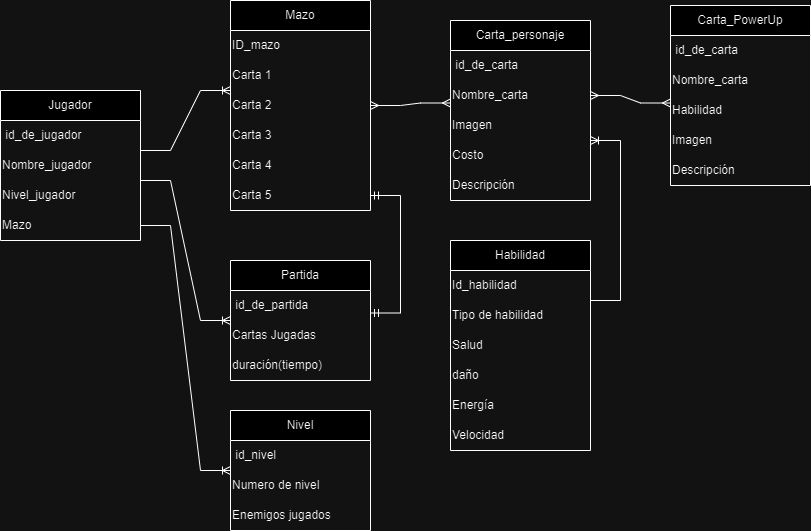 Jugador
id_de_jugador
Nombre_jugador
Nivel_jugador
Mazo
Mazo
ID_mazo
Carta 1
Carta 2
Carta 3
Carta 4
Carta 5
Partida
id_de_partida
Cartas Jugadas
duración(tiempo)
Nivel
id_nivel
Numero de nivel
Enemigos jugados
Carta_personaje
id_de_carta
Nombre_carta
Imagen
Costo
Descripción
Habilidad
Id_habilidad
Tipo de habilidad
Salud
daño
Energía
Velocidad
Carta_PowerUp
id_de_carta
Nombre_carta
Habilidad
Imagen
Descripción